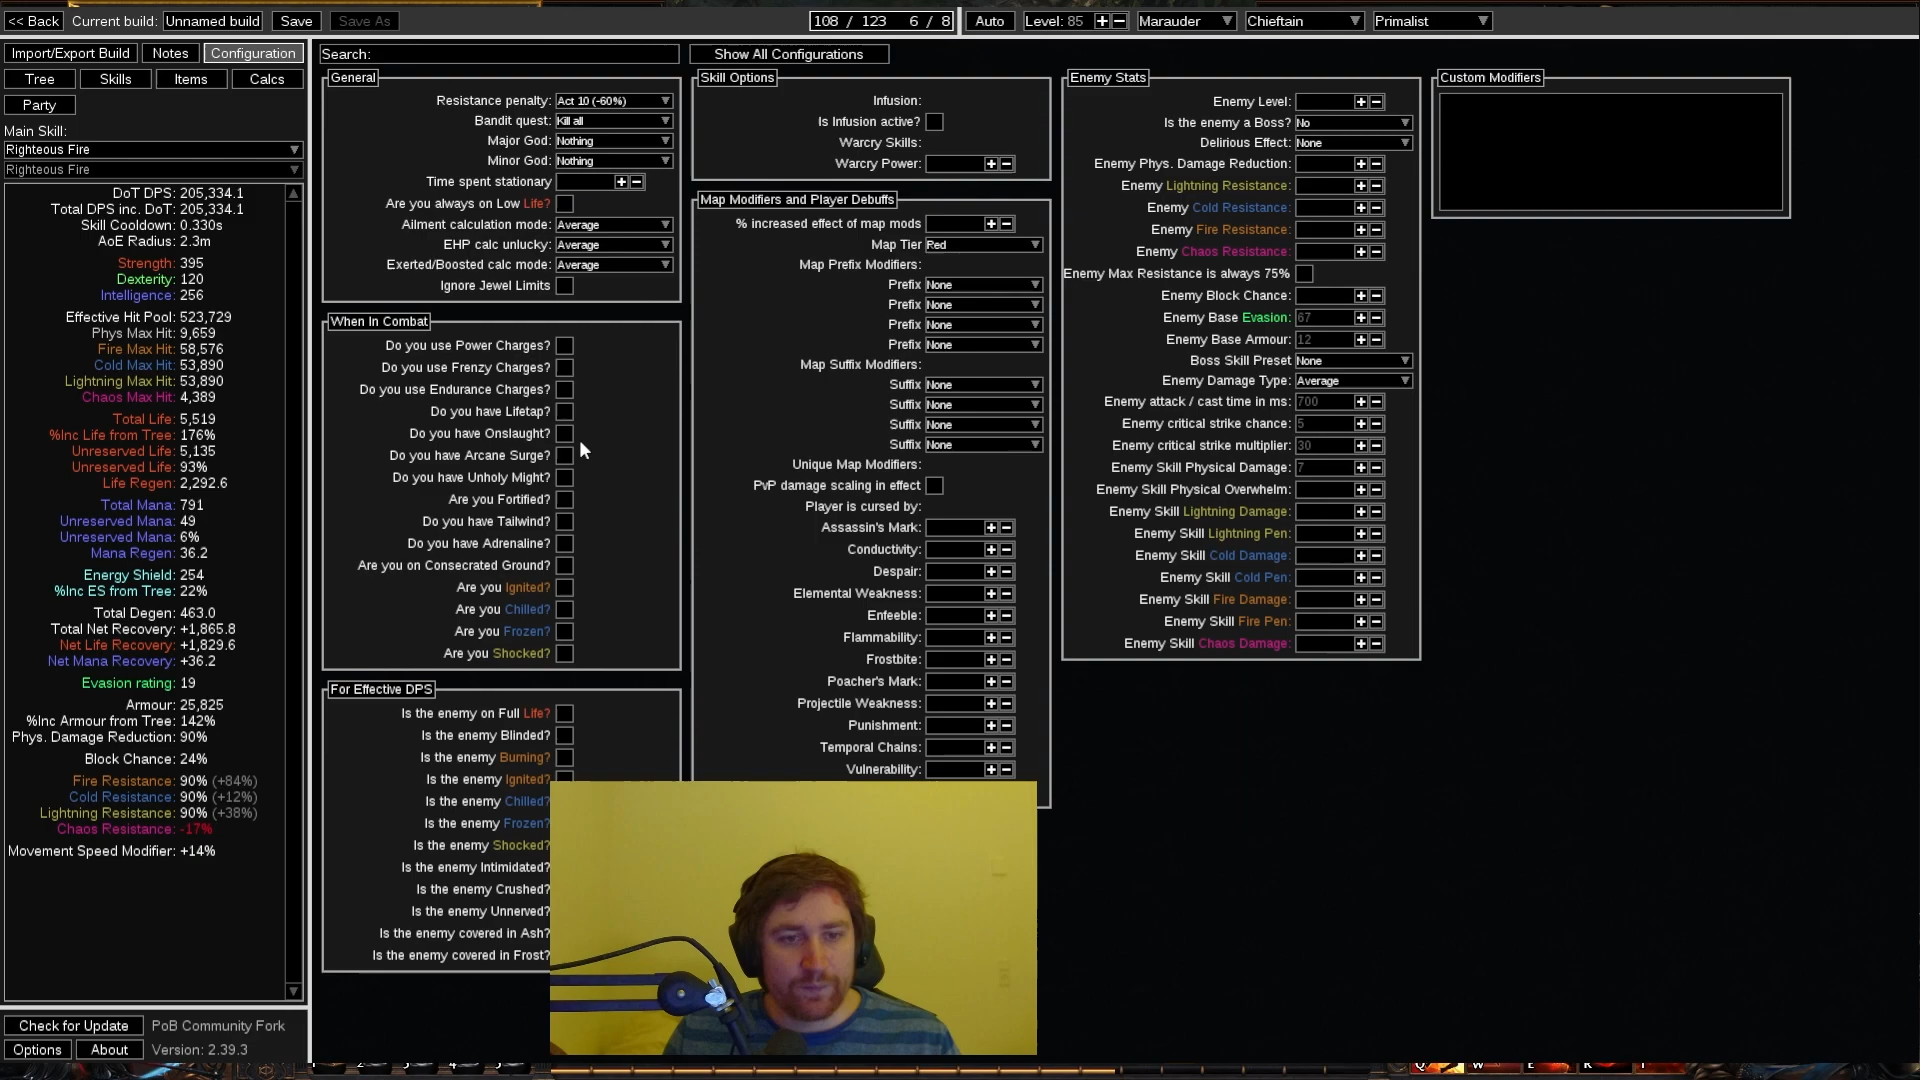 << Back Current build: Unnamed build Save Save As 108 / 123 6 / 8 Auto Level: 85 Marauder Chieftain Primalist
Import/Export Build Notes Configuration
Tree Skills Items Calcs
Party
Main Skill:
Righteous Fire
Righteous Fire
DoT DPS: 205,334.1
Total DPS inc. DoT: 205,334.1
Skill Cooldown: 0.330s
AoE Radius: 2.3m
Strength: 395
Dexterity: 120
Intelligence: 256
Effective Hit Pool: 523,729
Phys Max Hit: 9,659
Fire Max Hit: 58,576
Cold Max Hit: 53,890
Lightning Max Hit: 53,890
Chaos Max Hit: 4,389
Total Life: 5,519
%Inc Life from Tree: 176%
Unreserved Life: 5,135
Unreserved Life: 93%
Life Regen: 2,292.6
Total Mana: 791
Unreserved Mana: 49
Unreserved Mana: 6%
Mana Regen: 36.2
Energy Shield: 254
%Inc ES from Tree: 22%
Total Degen: 463.0
Total Net Recovery: +1,865.8
Net Life Recovery: +1,829.6
Net Mana Recovery: +36.2
Evasion rating: 19
Armour: 25,825
%Inc Armour from Tree: 142%
Phys. Damage Reduction: 90%
Block Chance: 24%
Fire Resistance: 90% (+84%)
Cold Resistance: 90% (+12%)
Lightning Resistance: 90% (+38%)
Chaos Resistance: -17%
Movement Speed Modifier: +14%
Check for Update PoB Community Fork
Options About Version: 2.39.3
Search: Show All Configurations
General
Resistance penalty: Act 10 (-60%)
Bandit quest: Kill all
Major God: Nothing
Minor God: Nothing
Time spent stationary
Are you always on Low Life?
Ailment calculation mode: Average
EHP calc unlucky: Average
Exerted/Boosted calc mode: Average
Ignore Jewel Limits
When In Combat
Do you use Power Charges?
Do you use Frenzy Charges?
Do you use Endurance Charges?
Do you have Lifetap?
Do you have Onslaught?
Do you have Arcane Surge?
Do you have Unholy Might?
Are you Fortified?
Do you have Tailwind?
Do you have Adrenaline?
Are you on Consecrated Ground?
Are you Ignited?
Are you Chilled?
Are you Frozen?
Are you Shocked?
For Effective DPS
Is the enemy on Full Life?
Is the enemy Blinded?
Is the enemy Burning?
Is the enemy Ignited?
Is the enemy Chilled?
Is the enemy Frozen?
Is the enemy Shocked?
Is the enemy Intimidated?
Is the enemy Crushed?
Is the enemy Unnerved?
Is the enemy covered in Ash?
Is the enemy covered in Frost?
Skill Options
Infusion:
Is Infusion active?
Warcry Skills:
Warcry Power:
Map Modifiers and Player Debuffs
% increased effect of map mods
Map Tier Red
Map Prefix Modifiers:
Prefix None
Prefix None
Prefix None
Prefix None
Map Suffix Modifiers:
Suffix None
Suffix None
Suffix None
Suffix None
Unique Map Modifiers:
PvP damage scaling in effect
Player is cursed by:
Assassin's Mark:
Conductivity:
Despair:
Elemental Weakness:
Enfeeble:
Flammability:
Frostbite:
Poacher's Mark:
Projectile Weakness:
Punishment:
Temporal Chains:
Vulnerability:
Enemy Stats
Enemy Level:
Is the enemy a Boss? No
Delirious Effect: None
Enemy Phys. Damage Reduction:
Enemy Lightning Resistance:
Enemy Cold Resistance:
Enemy Fire Resistance:
Enemy Chaos Resistance:
Enemy Max Resistance is always 75%
Enemy Block Chance:
Enemy Base Evasion: 67
Enemy Base Armour: 12
Boss Skill Preset None
Enemy Damage Type: Average
Enemy attack / cast time in ms: 700
Enemy critical strike chance: 5
Enemy critical strike multiplier: 30
Enemy Skill Physical Damage: 7
Enemy Skill Physical Overwhelm:
Enemy Skill Lightning Damage:
Enemy Skill Lightning Pen:
Enemy Skill Cold Damage:
Enemy Skill Cold Pen:
Enemy Skill Fire Damage:
Enemy Skill Fire Pen:
Enemy Skill Chaos Damage:
Custom Modifiers